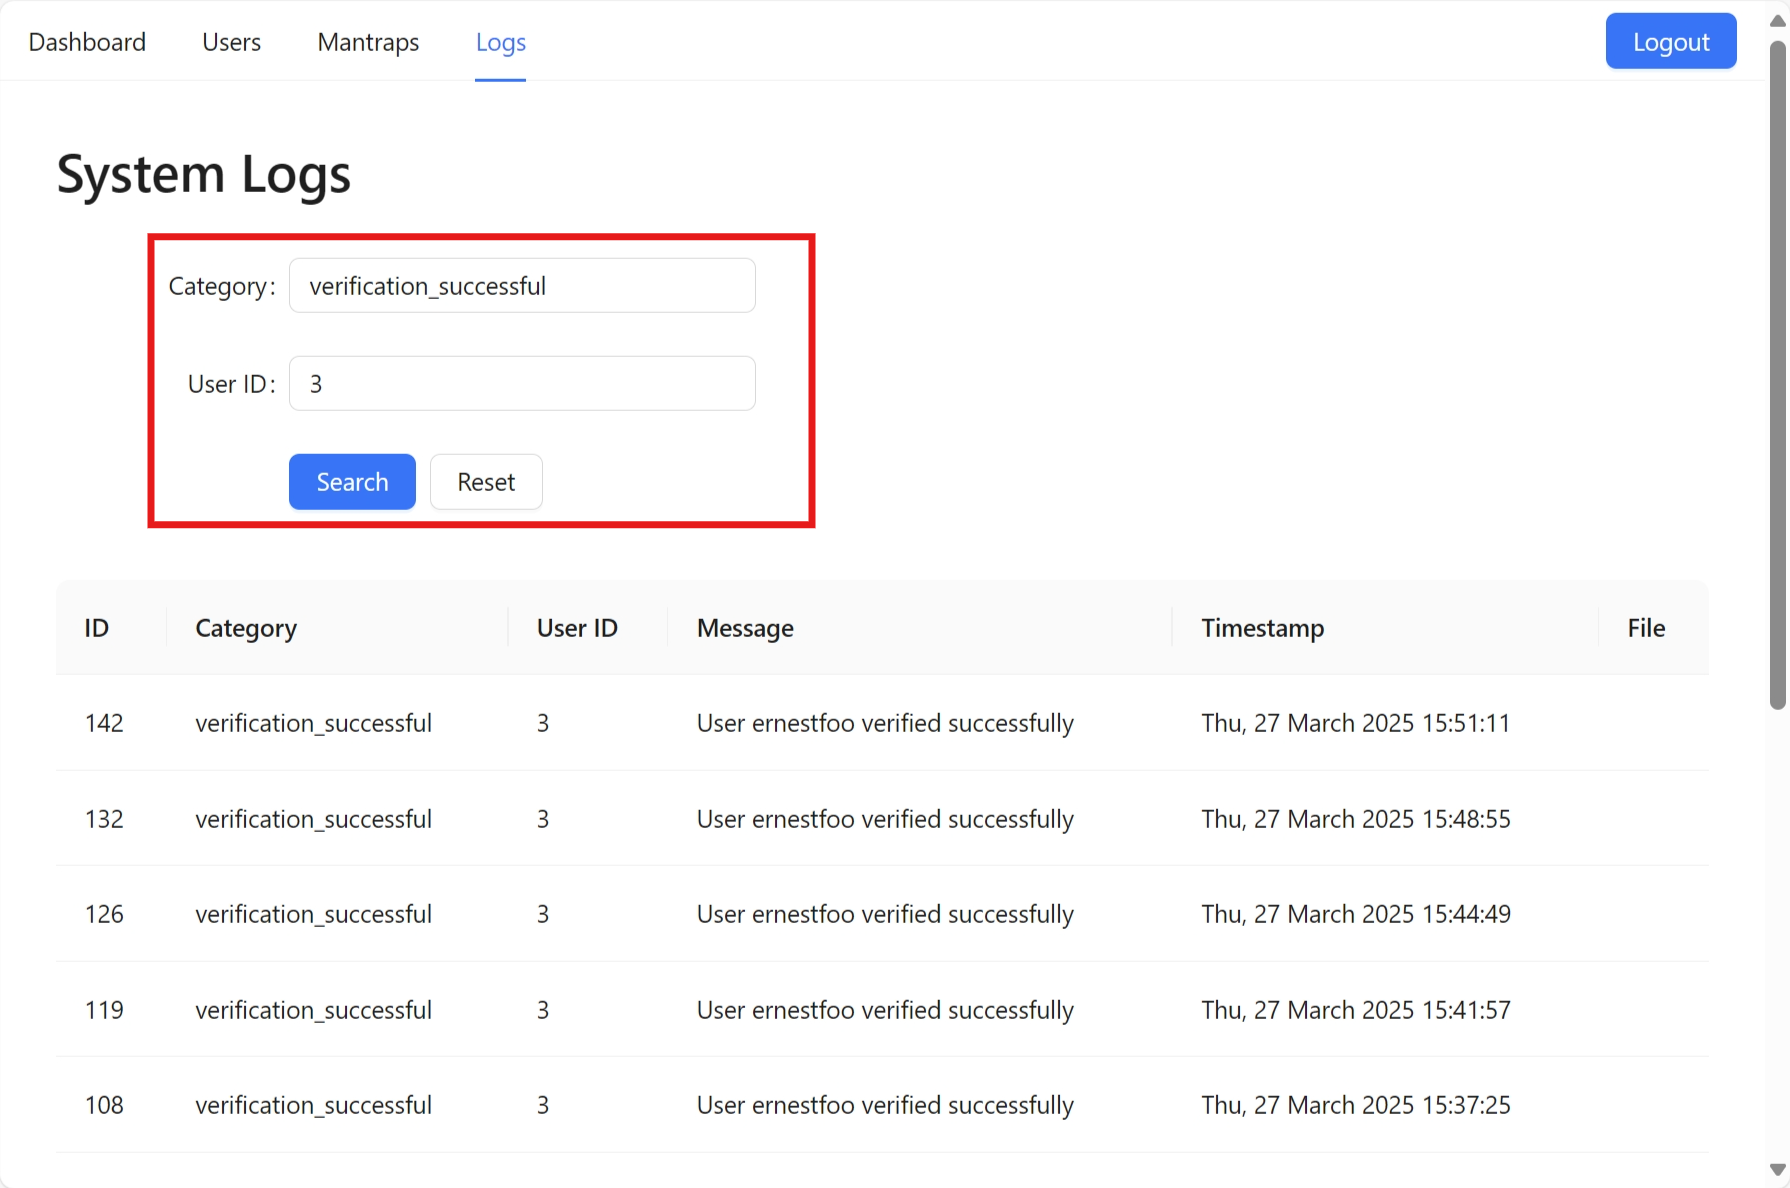 Dashboard Users Mantraps Logs Logout
System Logs
Category: verification_successful
User ID: 3
Search Reset
ID Category User ID Message Timestamp File
142 verification_successful 3 User ernestfoo verified successfully Thu, 27 March 2025 15:51:11
132 verification_successful 3 User ernestfoo verified successfully Thu, 27 March 2025 15:48:55
126 verification_successful 3 User ernestfoo verified successfully Thu, 27 March 2025 15:44:49
119 verification_successful 3 User ernestfoo verified successfully Thu, 27 March 2025 15:41:57
108 verification_successful 3 User ernestfoo verified successfully Thu, 27 March 2025 15:37:25